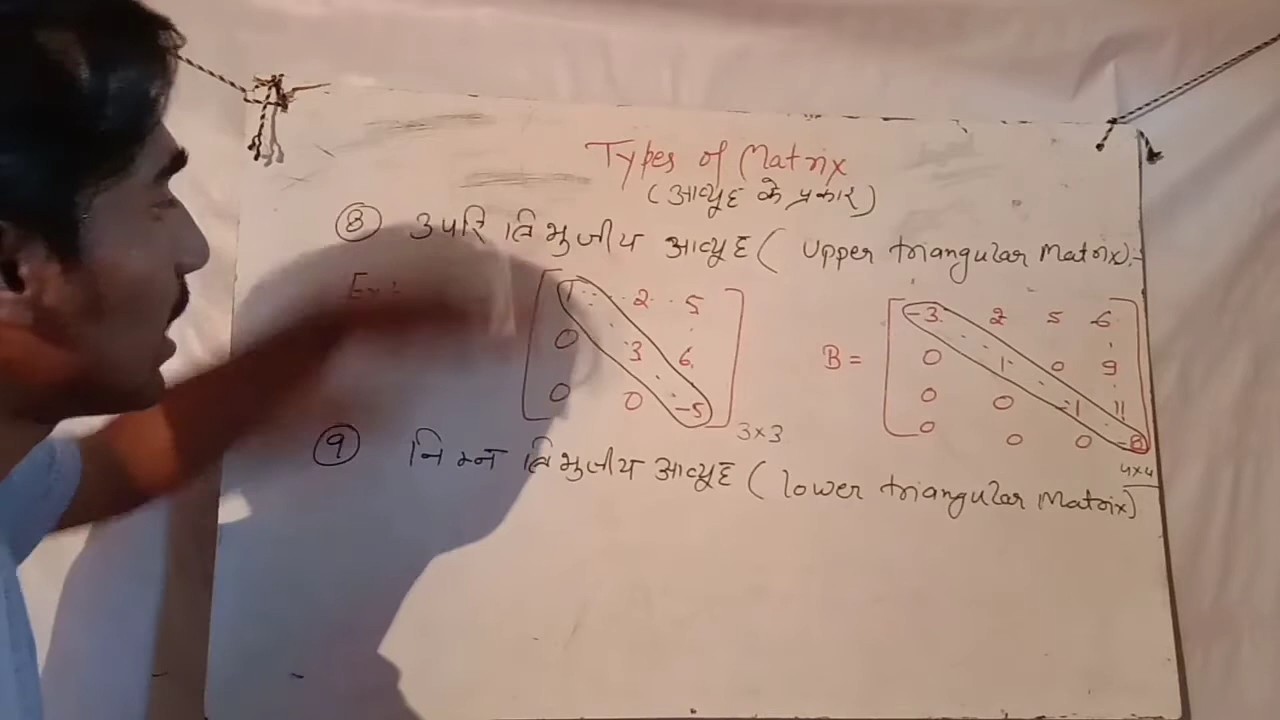 Types of Matrix
(आव्यूह के प्रकार)
⑧ उपरि त्रिभुजीय आव्यूह ( Upper triangular Matrix):-
Ex:
1 2 5
0 3 6
0 0 -5
3×3
B =
-3 2 5 6
0 1 0 9
0 0 -1 11
0 0 0 -8
4×4
⑨ निम्न त्रिभुजीय आव्यूह ( lower triangular Matrix)